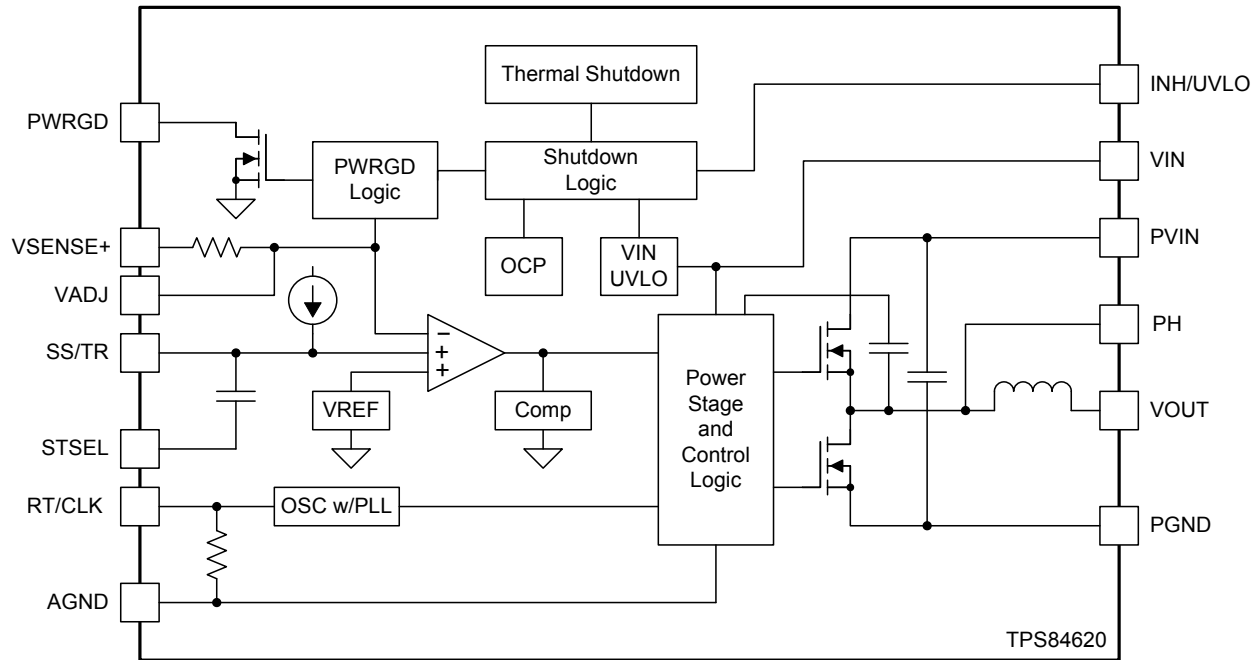 Thermal Shutdown
INH/UVLO
PWRGD
PWRGD
Logic
Shutdown
Logic
VIN
VSENSE+
OCP
VIN
UVLO
PVIN
VADJ
SS/TR
PH
−
+
+
VREF
Comp
Power
Stage
and
Control
Logic
VOUT
STSEL
RT/CLK
OSC w/PLL
PGND
AGND
TPS84620